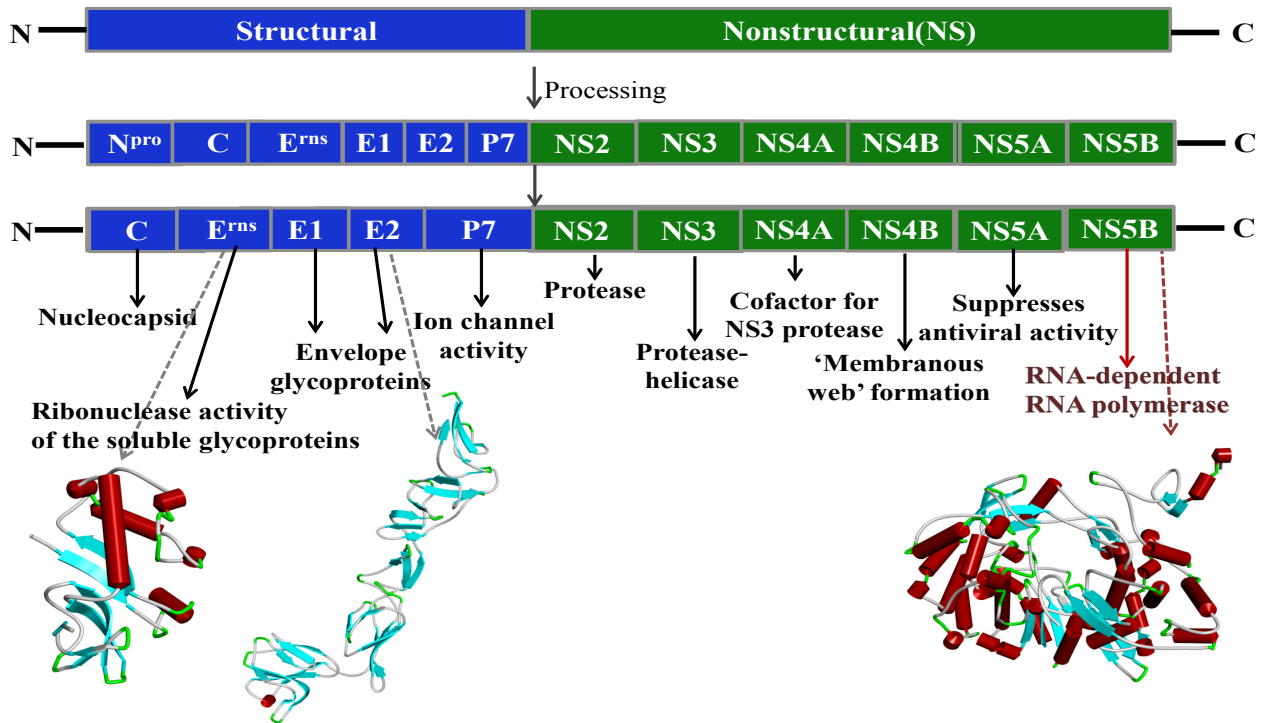 N Structural Nonstructural(NS) C
Processing
N Nᵖʳᵒ C Eʳⁿˢ E1 E2 P7 NS2 NS3 NS4A NS4B NS5A NS5B C
N C Eʳⁿˢ E1 E2 P7 NS2 NS3 NS4A NS4B NS5A NS5B C
Nucleocapsid
Ribonuclease activity
of the soluble glycoproteins
Envelope
glycoproteins
Ion channel
activity
Protease
Protease-
helicase
Cofactor for
NS3 protease
‘Membranous
web’ formation
Suppresses
antiviral activity
RNA-dependent
RNA polymerase